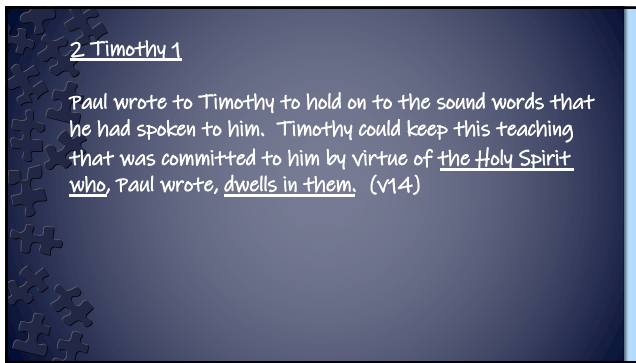 2 Timothy 1
Paul wrote to Timothy to hold on to the sound words that
he had spoken to him.  Timothy could keep this teaching
that was committed to him by virtue of the Holy Spirit
who, Paul wrote, dwells in them.  (v14)